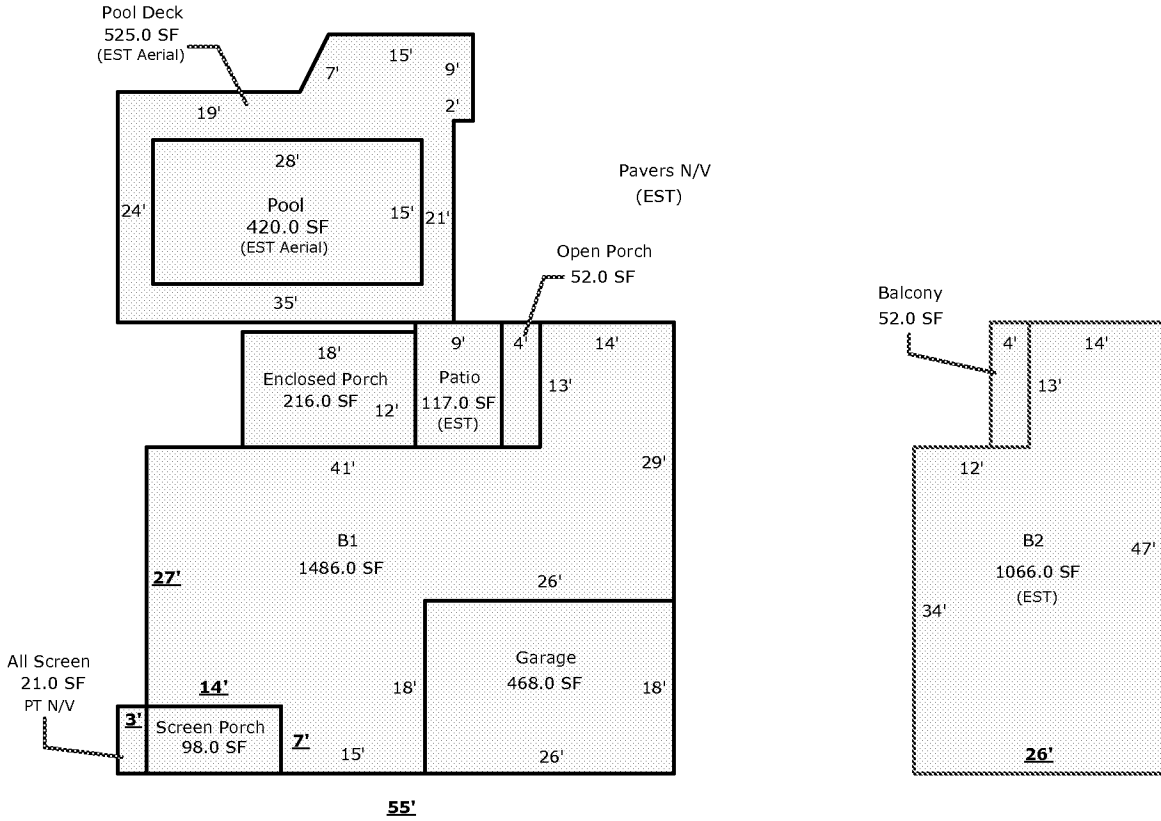 Pool Deck
525.0 SF
(EST Aerial)
15'
7'
9'
2'
19'
28'
24'
Pool
420.0 SF
(EST Aerial)
15'
21'
35'
Pavers N/V
(EST)
Open Porch
52.0 SF
Balcony
52.0 SF
18'
Enclosed Porch
216.0 SF
12'
9'
Patio
117.0 SF
(EST)
4'
14'
13'
29'
41'
B1
1486.0 SF
27'
26'
Garage
468.0 SF
18'
18'
26'
All Screen
21.0 SF
PT N/V
3'
14'
Screen Porch
98.0 SF
7'
15'
55'
4'
14'
13'
12'
B2
1066.0 SF
(EST)
47'
34'
26'